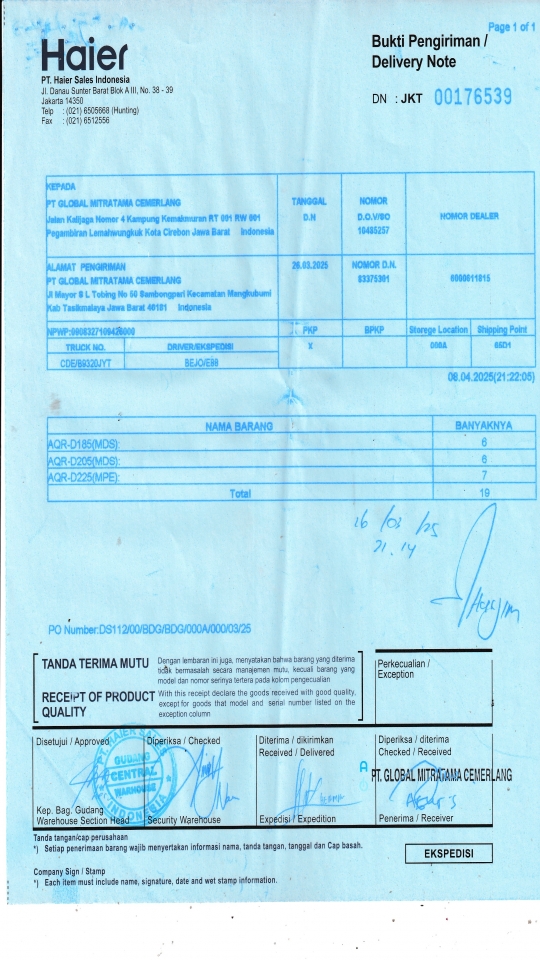 Page 1 of 1
Haier
Bukti Pengiriman /
Delivery Note
PT. Haier Sales Indonesia
Jl. Danau Sunter Barat Blok A III, No. 38 - 39
Jakarta 14350
Telp : (021) 6505668 (Hunting)
Fax : (021) 6512556
DN : JKT 00176539
KEPADA
PT GLOBAL MITRATAMA CEMERLANG
Jalan Kalijaga Nomor 4 Kampung Kemakmuran RT 001 RW 001
Pegambiran Lemahwungkuk Kota Cirebon Jawa Barat Indonesia
TANGGAL
D.N
NOMOR
D.O.V/SO
10485257
NOMOR DEALER
ALAMAT PENGIRIMAN
PT GLOBAL MITRATAMA CEMERLANG
Jl Mayor S L Tobing No 50 Sambongpari Kecamatan Mangkubumi
Kab Tasikmalaya Jawa Barat 40181 Indonesia
26.03.2025
NOMOR D.N.
83375301
6000011815
PKP BPKP Storege Location Shipping Point
TRUCK NO. DRIVER/EKSPEDISI X 000A 65D1
CDE/B9320JYT BEJO/E98
08.04.2025(21:22:05)
NAMA BARANG BANYAKNYA
AQR-D185(MDS): 6
AQR-D205(MDS): 6
AQR-D225(MPE): 7
Total 19
26/03/25
21.14
PO Number:DS112/00/BDG/BDG/000A/000/03/25
TANDA TERIMA MUTU
Dengan lembaran ini juga, menyatakan bahwa barang yang diterima
tidak bermasalah secara manajemen mutu, kecuali barang yang
model dan nomor serinya tertera pada kolom pengecualian
RECEIPT OF PRODUCT
QUALITY
With this receipt declare the goods received with good quality,
except for goods that model and serial number listed on the
exception column
Perkecualian /
Exception
Disetujui / Approved
Diperiksa / Checked
Diterima / dikirimkan
Received / Delivered
Diperiksa / diterima
Checked / Received
GUDANG
CENTRAL
WAREHOUSE
INDONESIA
PT. GLOBAL MITRATAMA CEMERLANG
Kep. Bag. Gudang
Warehouse Section Head
Security Warehouse
Expedisi / Expedition
Penerima / Receiver
Tanda tangan/cap perusahaan
*) Setiap penerimaan barang wajib menyertakan informasi nama, tanda tangan, tanggal dan Cap basah.
EKSPEDISI
Company Sign / Stamp
*) Each item must include name, signature, date and wet stamp information.